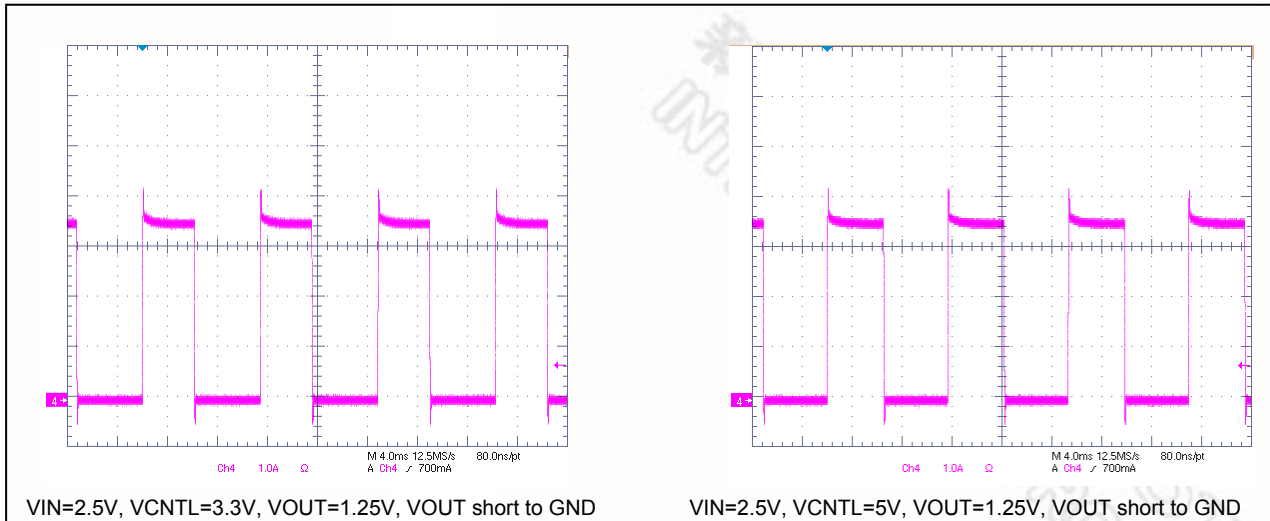 4
M 4.0ms 12.5MS/s 80.0ns/pt
Ch4 1.0A Ω A Ch4 / 700mA
VIN=2.5V, VCNTL=3.3V, VOUT=1.25V, VOUT short to GND
4
M 4.0ms 12.5MS/s 80.0ns/pt
Ch4 1.0A Ω A Ch4 / 700mA
VIN=2.5V, VCNTL=5V, VOUT=1.25V, VOUT short to GND